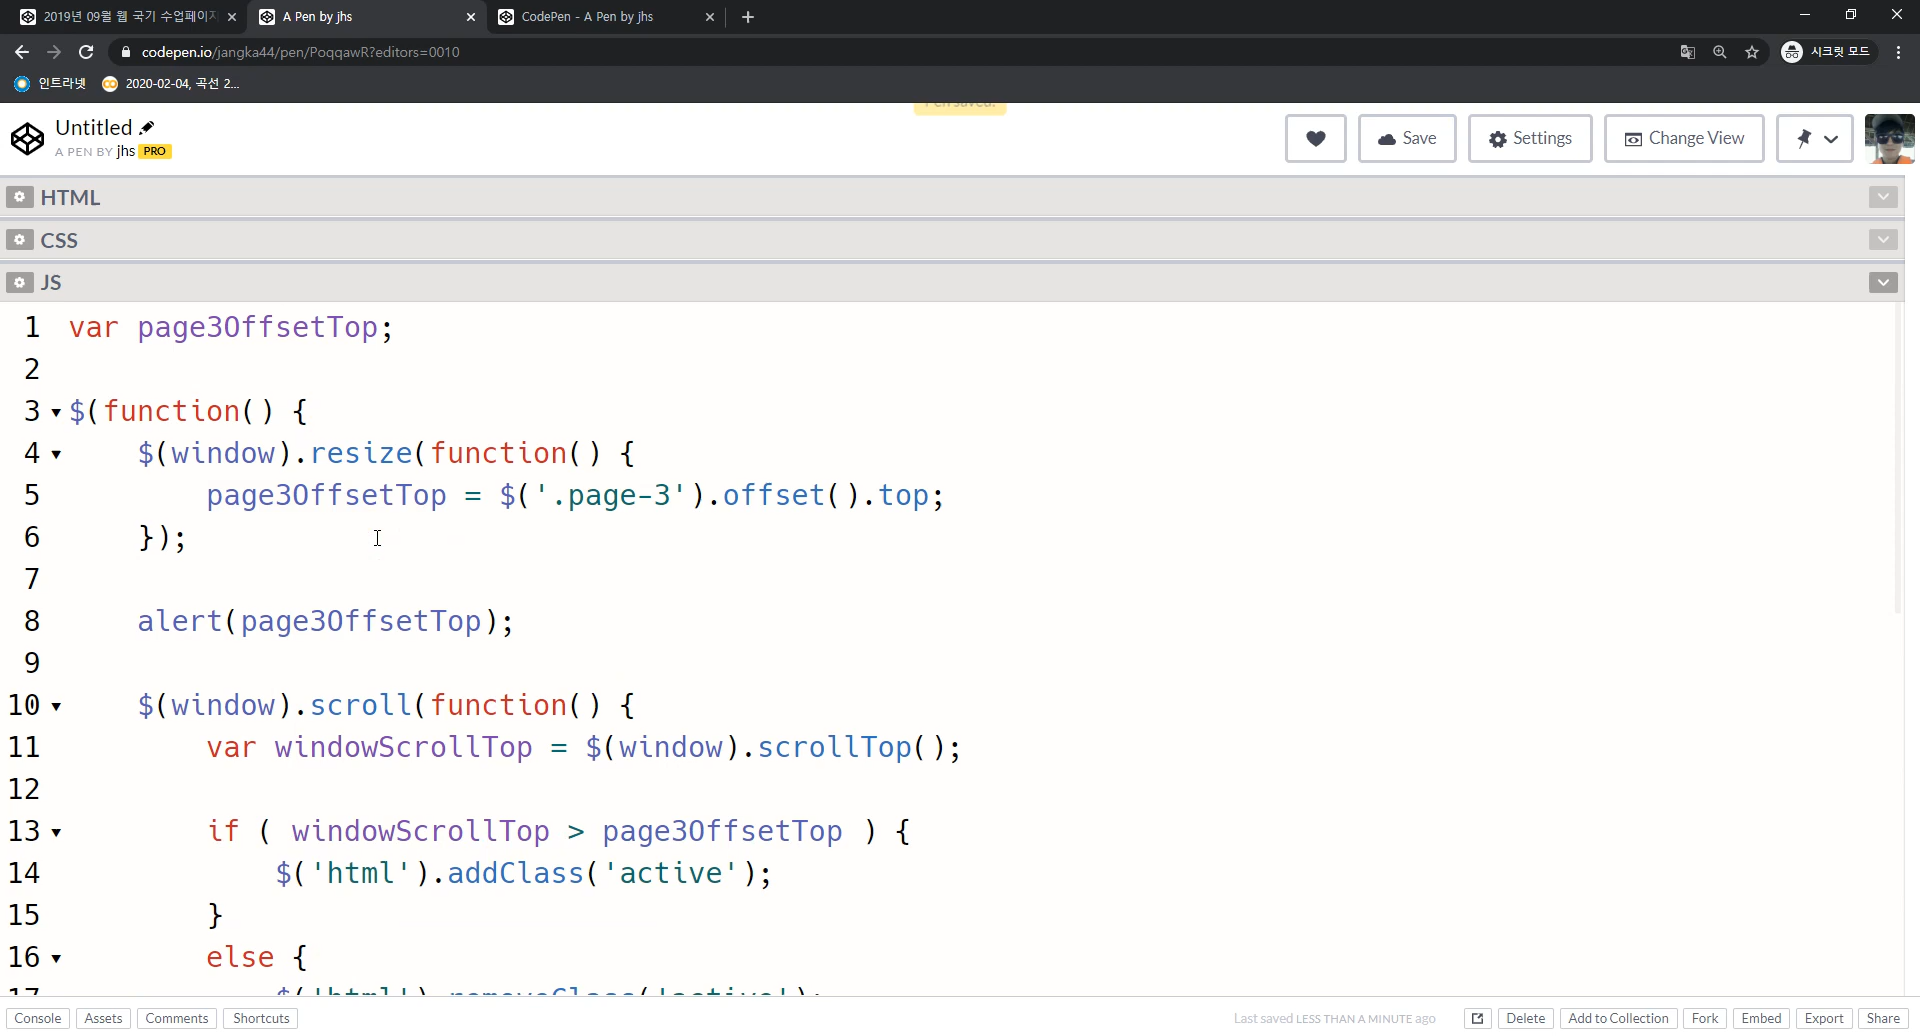 2019년 09월 웹 국기 수업페이지
A Pen by jhs
CodePen - A Pen by jhs
codepen.io/jangka44/pen/PoqqawR?editors=0010
시크릿 모드
인트라넷
2020-02-04, 곡선 2...
Pen saved.
Untitled
A PEN BY jhs PRO
Save
Settings
Change View
HTML
CSS
JS
1 var page3OffsetTop;
2
3 $(function() {
4 $(window).resize(function() {
5 page3OffsetTop = $('.page-3').offset().top;
6 });
7
8 alert(page3OffsetTop);
9
10 $(window).scroll(function() {
11 var windowScrollTop = $(window).scrollTop();
12
13 if ( windowScrollTop > page3OffsetTop ) {
14 $('html').addClass('active');
15 }
16 else {
17 $('html').removeClass('active');
Console
Assets
Comments
Shortcuts
Last saved LESS THAN A MINUTE ago
Delete
Add to Collection
Fork
Embed
Export
Share